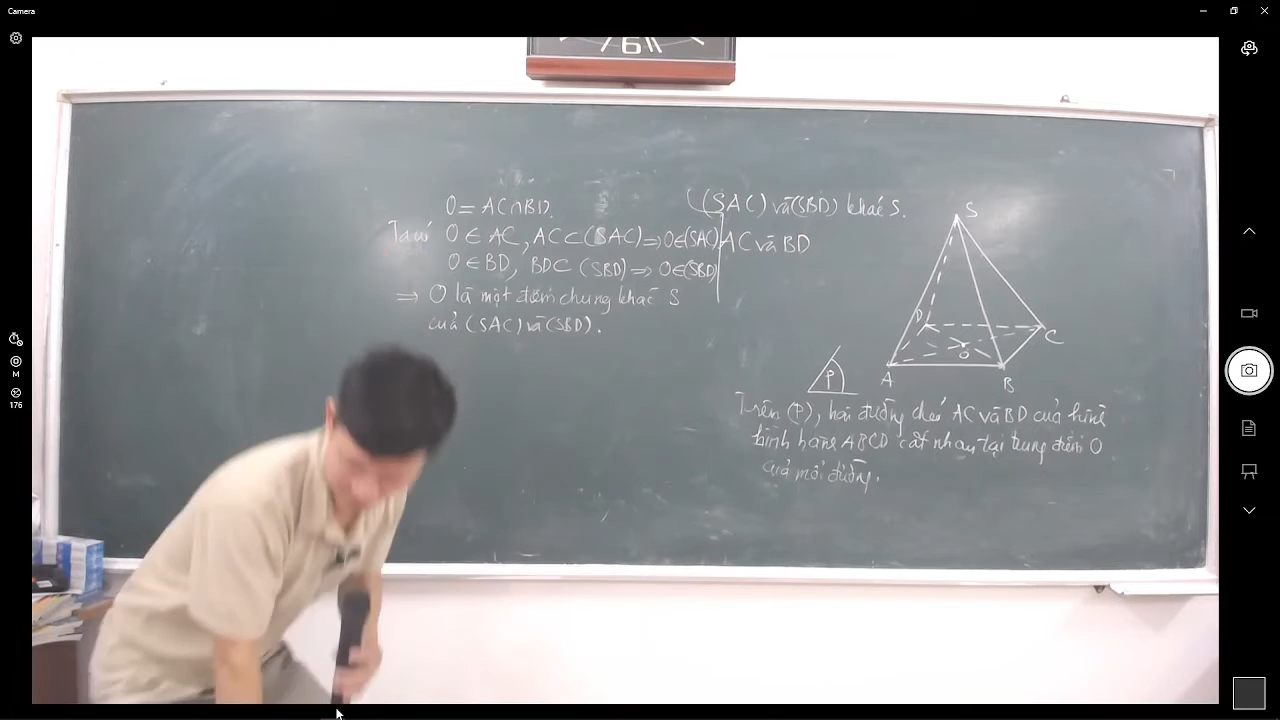 Camera
M
176
6
O = AC∩BD.
Ta có O ∈ AC, AC ⊂ (SAC) ⇒ O∈(SAC)
O ∈ BD, BD ⊂ (SBD) ⇒ O∈(SBD)
⇒ O là một điểm chung khác S
của (SAC) và (SBD).
(SAC) và (SBD) khác S.
AC và BD
S
D
C
O
A
B
P
Trên (P), hai đường chéo AC và BD của hình
bình hành ABCD cắt nhau tại trung điểm O
của mỗi đường.